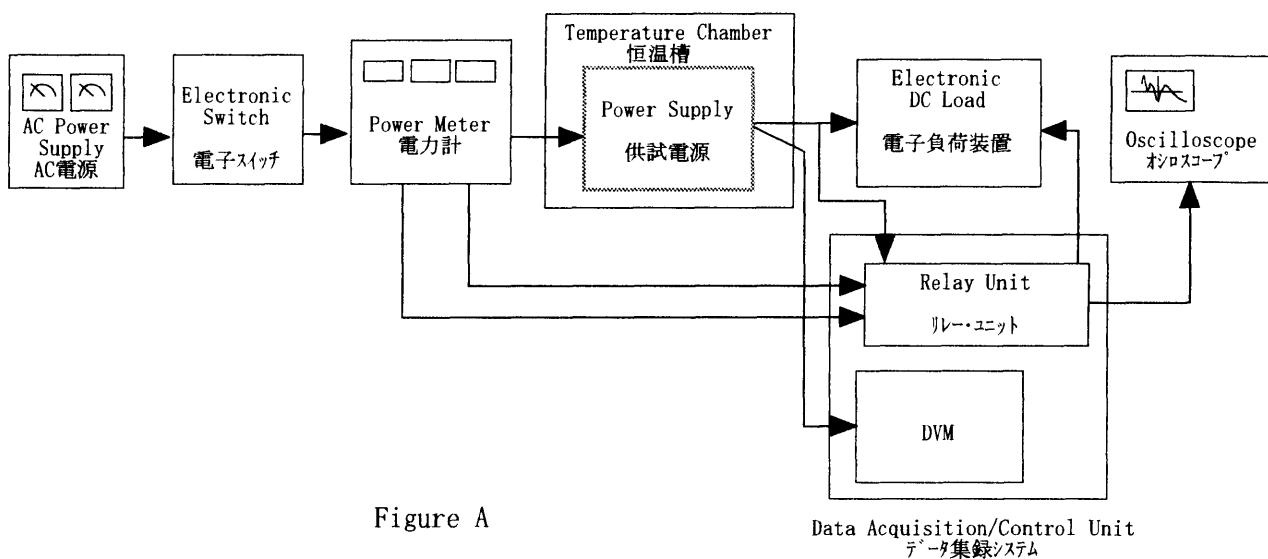 AC Power
Supply
AC電源
Electronic
Switch
電子スイッチ
Power Meter
電力計
Temperature Chamber
恒温槽
Power Supply
供試電源
Electronic
DC Load
電子負荷装置
Oscilloscope
オシロスコープ
Relay Unit
リレー・ユニット
DVM
Data Acquisition/Control Unit
データ集録システム
Figure A